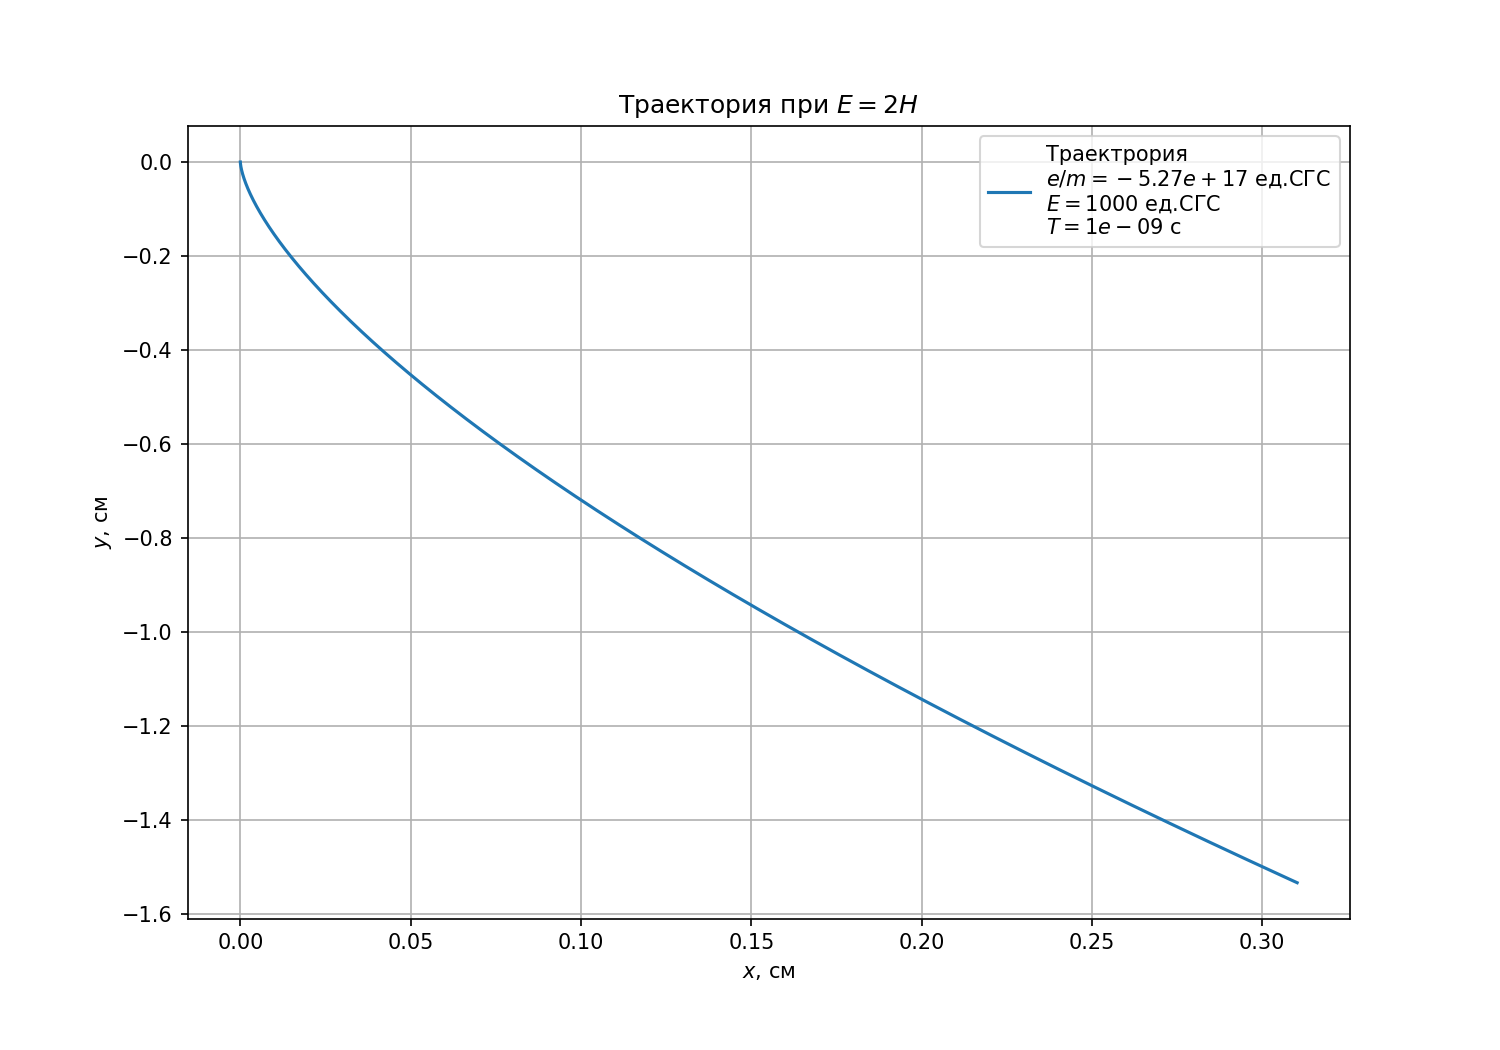 Траектория при E = 2H
Траектрория
e/m = −5.27e + 17 ед.СГС
E = 1000 ед.СГС
T = 1e − 09 с
0.0
−0.2
−0.4
−0.6
−0.8
−1.0
−1.2
−1.4
−1.6
y, см
0.00 0.05 0.10 0.15 0.20 0.25 0.30
x, см